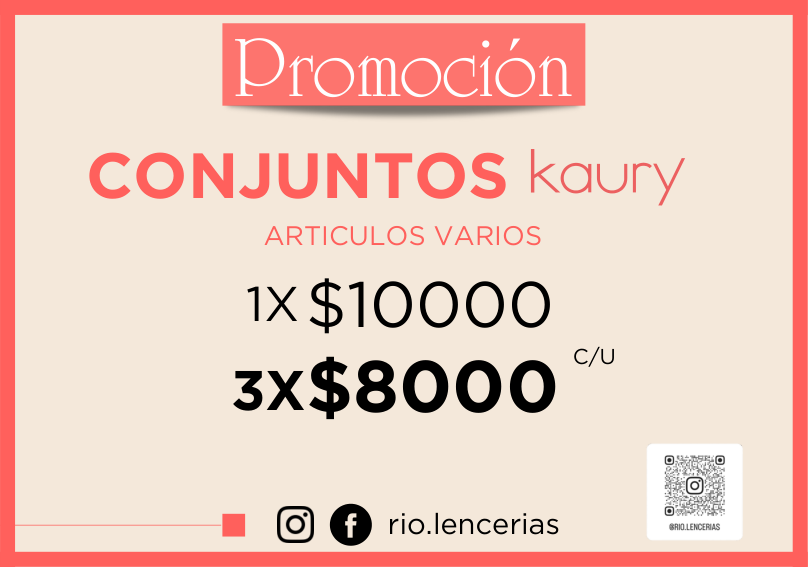 Promoción
CONJUNTOS kaury
ARTICULOS VARIOS
1X $10000
3X $8000 C/U
rio.lencerias
@RIO.LENCERIAS